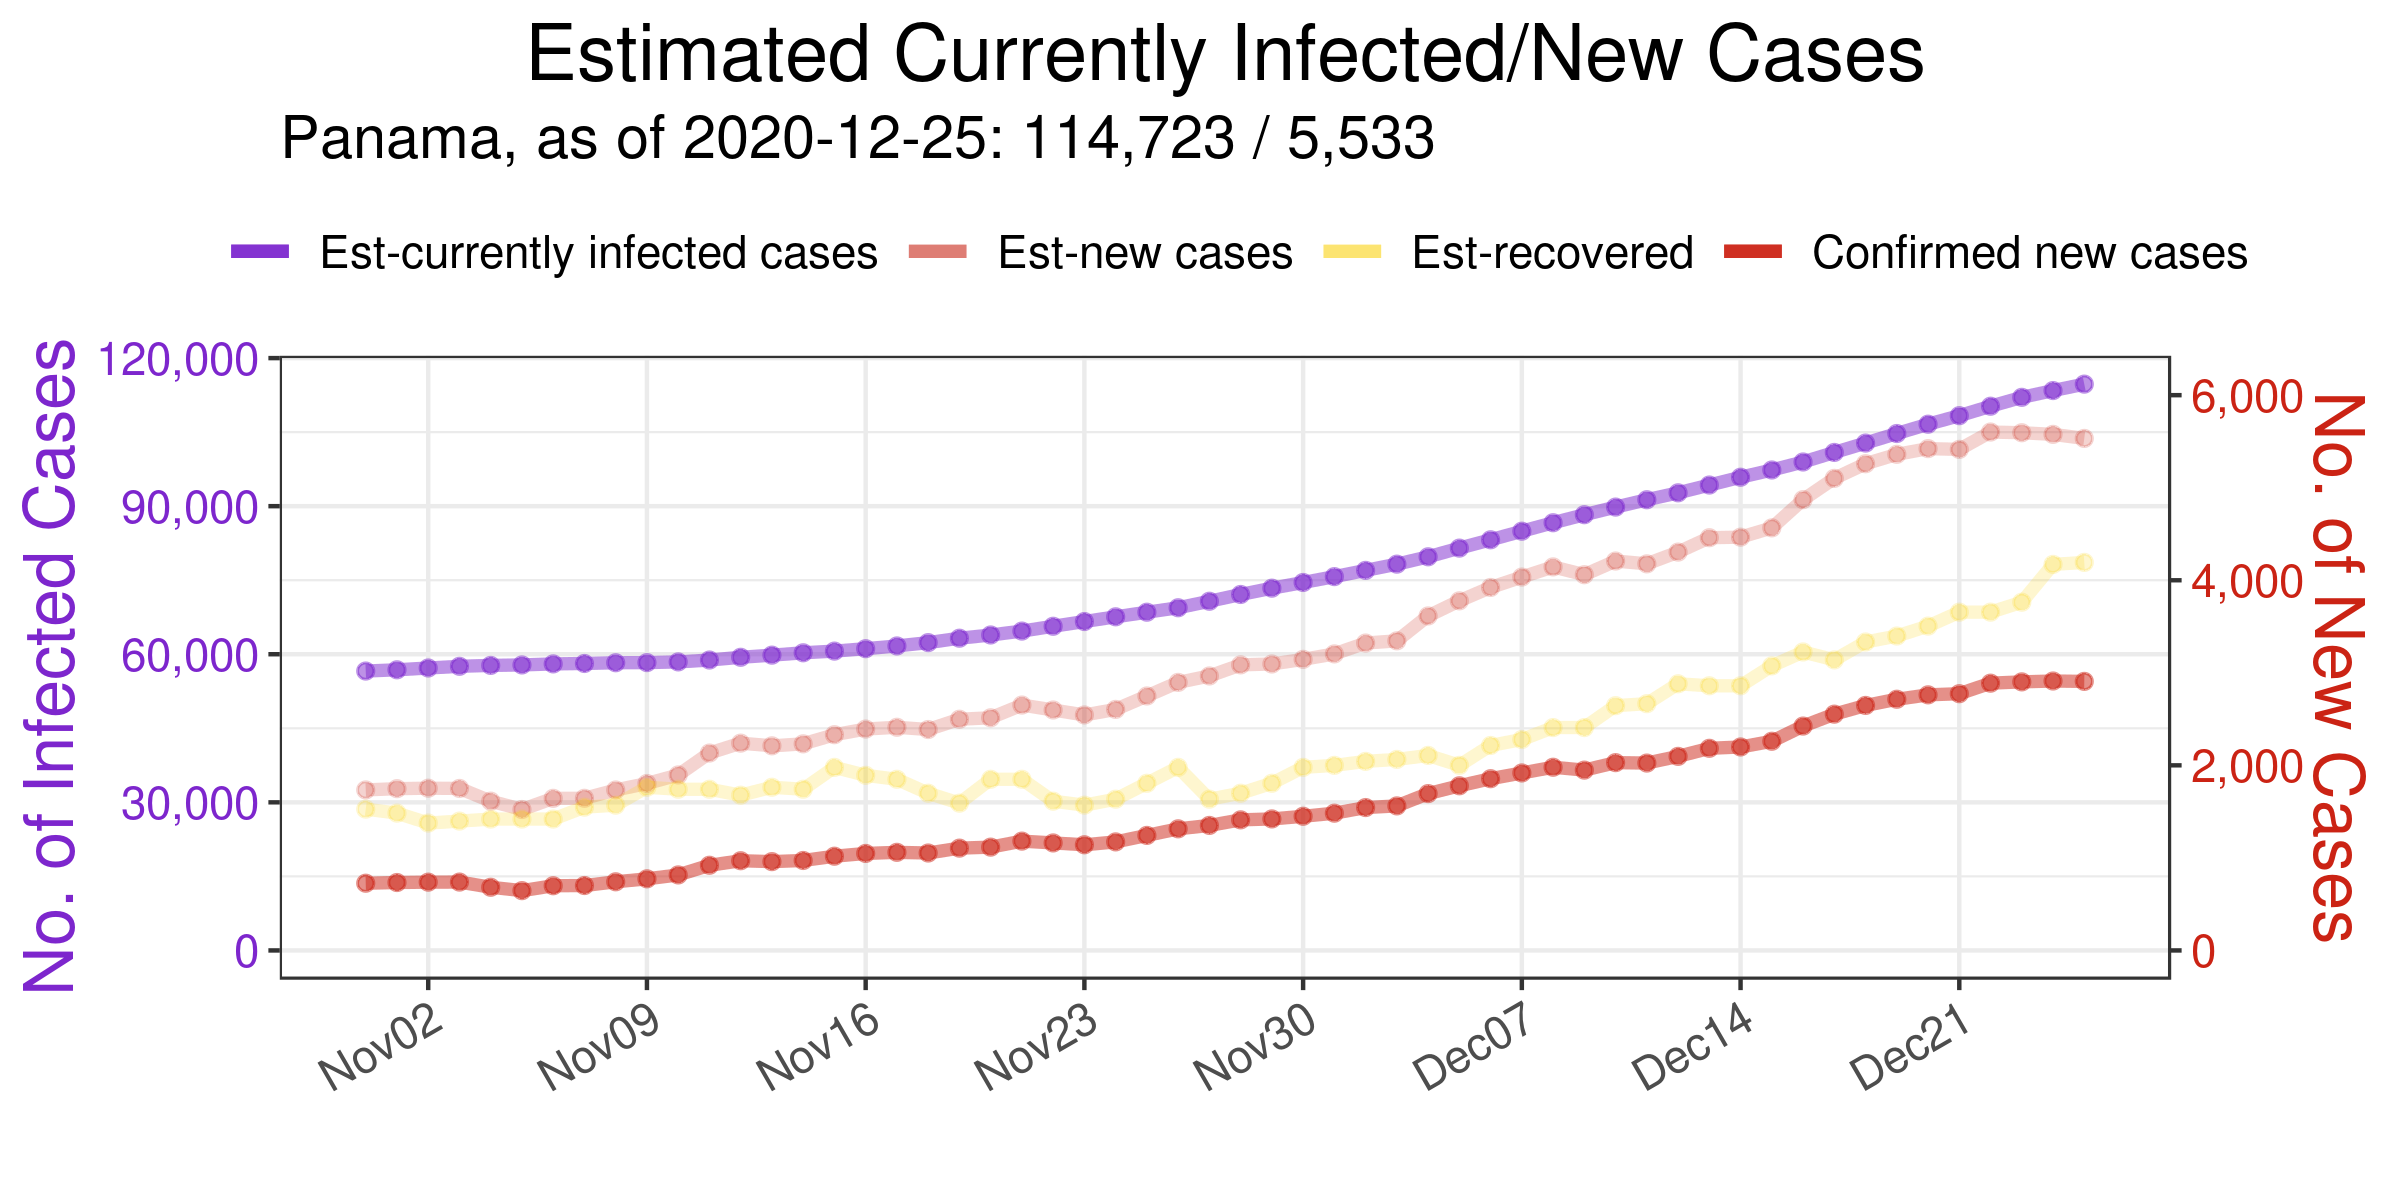 Estimated Currently Infected/New Cases
Panama, as of 2020-12-25: 114,723 / 5,533
Est-currently infected cases Est-new cases Est-recovered Confirmed new cases
No. of Infected Cases
120,000
90,000
60,000
30,000
0
6,000
4,000
2,000
0
No. of New Cases
Nov02 Nov09 Nov16 Nov23 Nov30 Dec07 Dec14 Dec21